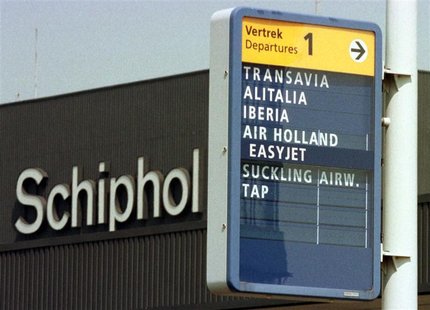 Schiphol
Vertrek
Departures 1
TRANSAVIA
ALITALIA
IBERIA
AIR HOLLAND
EASYJET
SUCKLING AIRW.
TAP